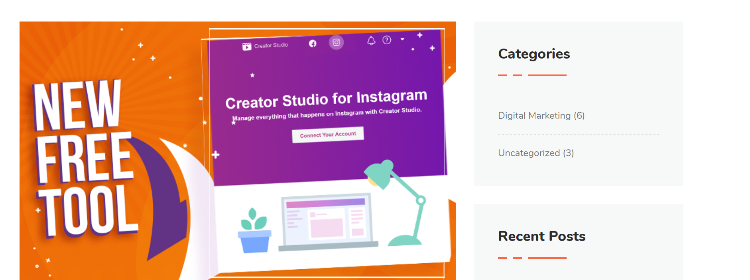 Creator Studio
NEW
FREE
TOOL
Creator Studio for Instagram
Manage everything that happens on Instagram with Creator Studio.
Connect Your Account
Categories
Digital Marketing (6)
Uncategorized (3)
Recent Posts